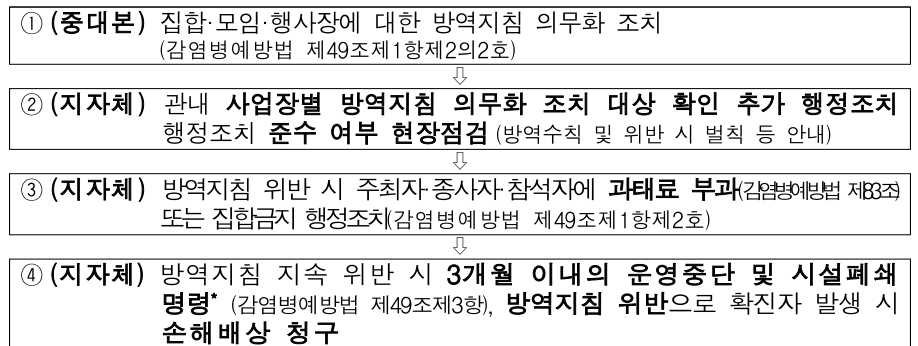 ① (중대본) 집합·모임·행사장에 대한 방역지침 의무화 조치
(감염병예방법 제49조제1항제2의2호)
⇩
② (지자체) 관내 사업장별 방역지침 의무화 조치 대상 확인 추가 행정조치
행정조치 준수 여부 현장점검 (방역수칙 및 위반 시 벌칙 등 안내)
⇩
③ (지자체) 방역지침 위반 시 주최자·종사자·참석자에 과태료 부과(감염병예방법 제83조)
또는 집합금지 행정조치(감염병예방법 제49조제1항제2호)
⇩
④ (지자체) 방역지침 지속 위반 시 3개월 이내의 운영중단 및 시설폐쇄
명령* (감염병예방법 제49조제3항), 방역지침 위반으로 확진자 발생 시
손해배상 청구